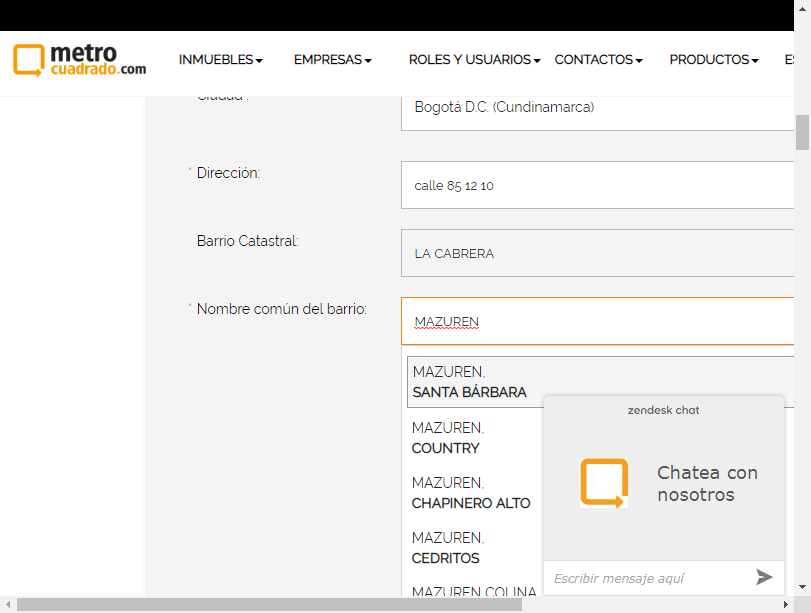 metro
cuadrado.com
INMUEBLES
EMPRESAS
ROLES Y USUARIOS
CONTACTOS
PRODUCTOS
ES
Ciudad :
Bogotá D.C. (Cundinamarca)
* Dirección:
calle 85 12 10
Barrio Catastral:
LA CABRERA
* Nombre común del barrio:
MAZUREN
MAZUREN,
SANTA BÁRBARA
MAZUREN,
COUNTRY
MAZUREN,
CHAPINERO ALTO
MAZUREN,
CEDRITOS
MAZUREN COLINA
zendesk chat
Chatea con
nosotros
Escribir mensaje aquí